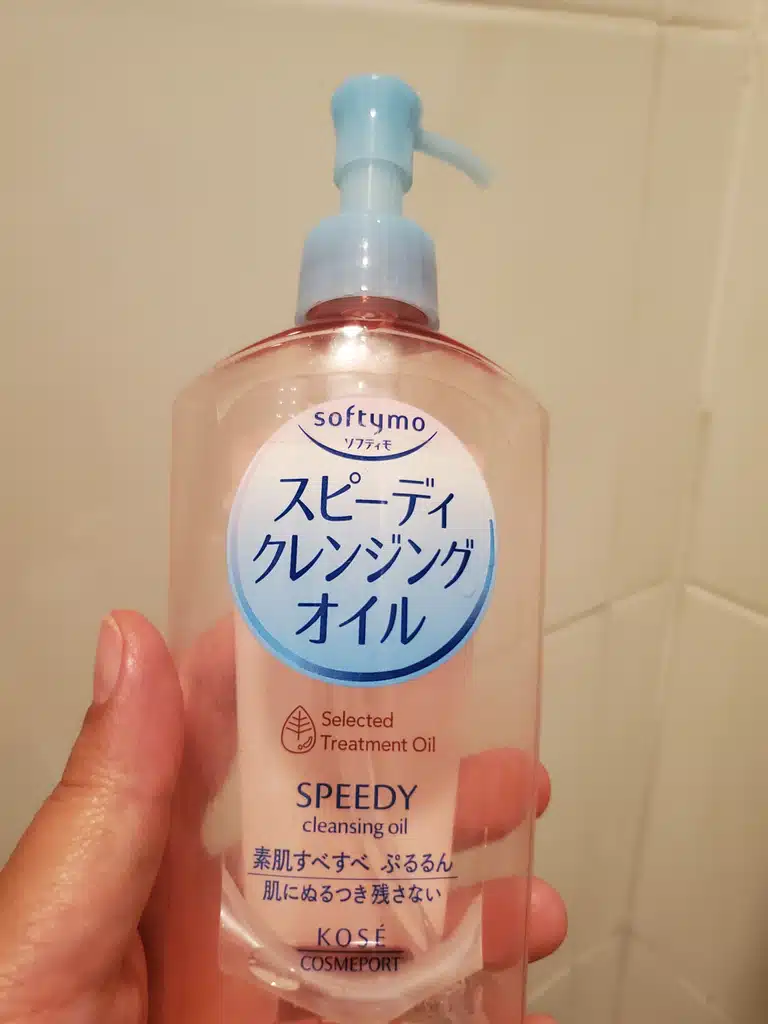 softymo
ソフティモ
スピーディ
クレンジング
オイル
Selected
Treatment Oil
SPEEDY
cleansing oil
素肌すべすべ ぷるるん
肌にぬるつき残さない
KOSÉ
COSMEPORT